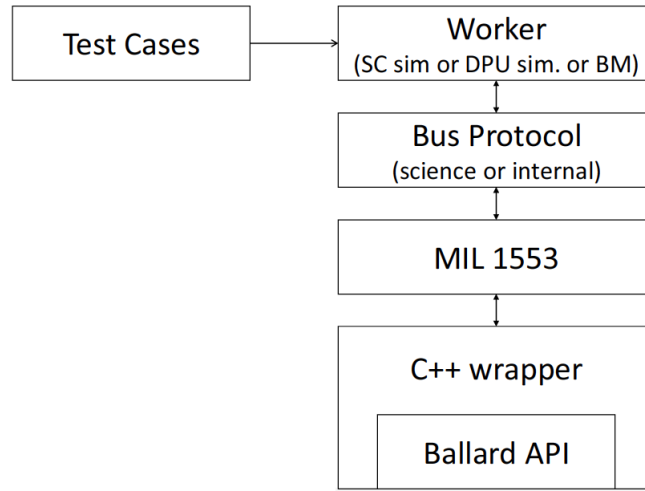 Test Cases
Worker
(SC sim or DPU sim. or BM)
Bus Protocol
(science or internal)
MIL 1553
C++ wrapper
Ballard API